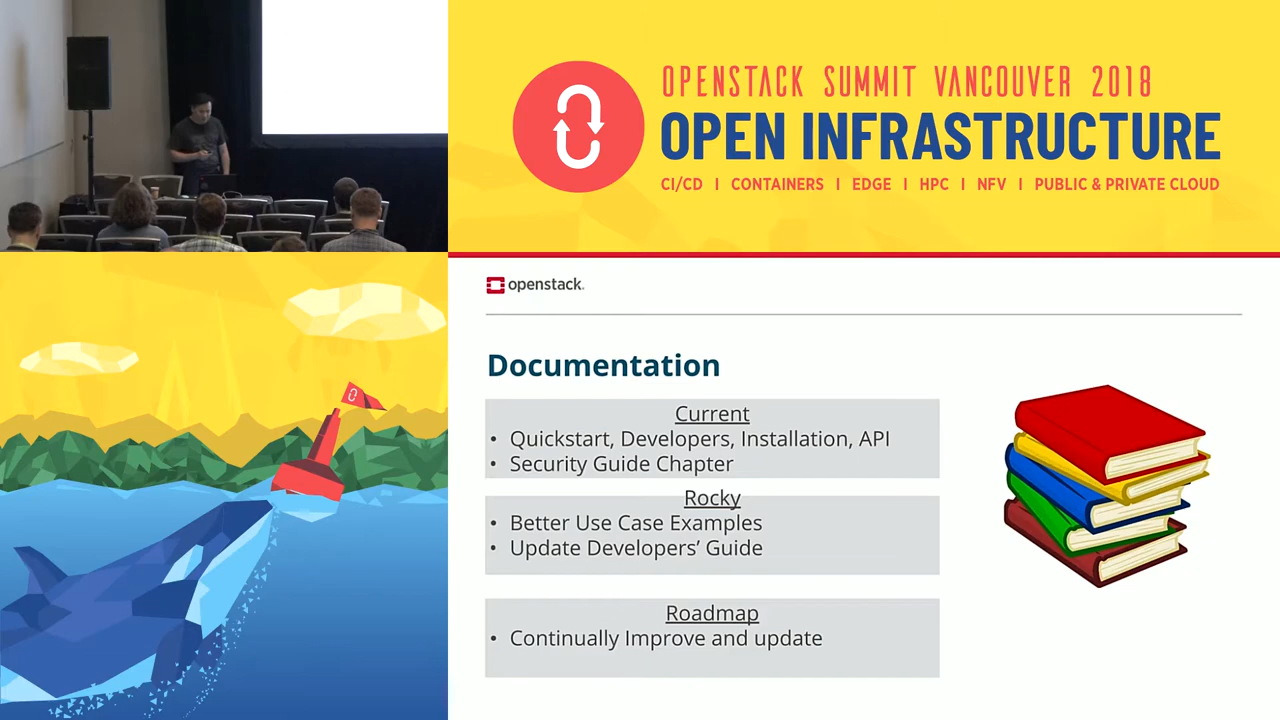 OPENSTACK SUMMIT VANCOUVER 2018
OPEN INFRASTRUCTURE
CI/CD I CONTAINERS I EDGE I HPC I NFV I PUBLIC & PRIVATE CLOUD
openstack.
Documentation
Current
• Quickstart, Developers, Installation, API
• Security Guide Chapter
Rocky
• Better Use Case Examples
• Update Developers’ Guide
Roadmap
• Continually Improve and update